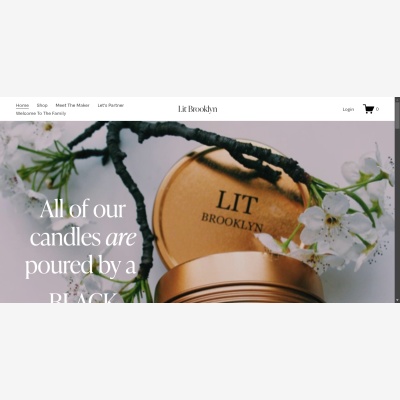 Home Shop Meet The Maker Let's Partner
Welcome To The Family
Lit Brooklyn
Login
0
All of our
candles are
poured by a
BLACK
LIT
BROOKLYN